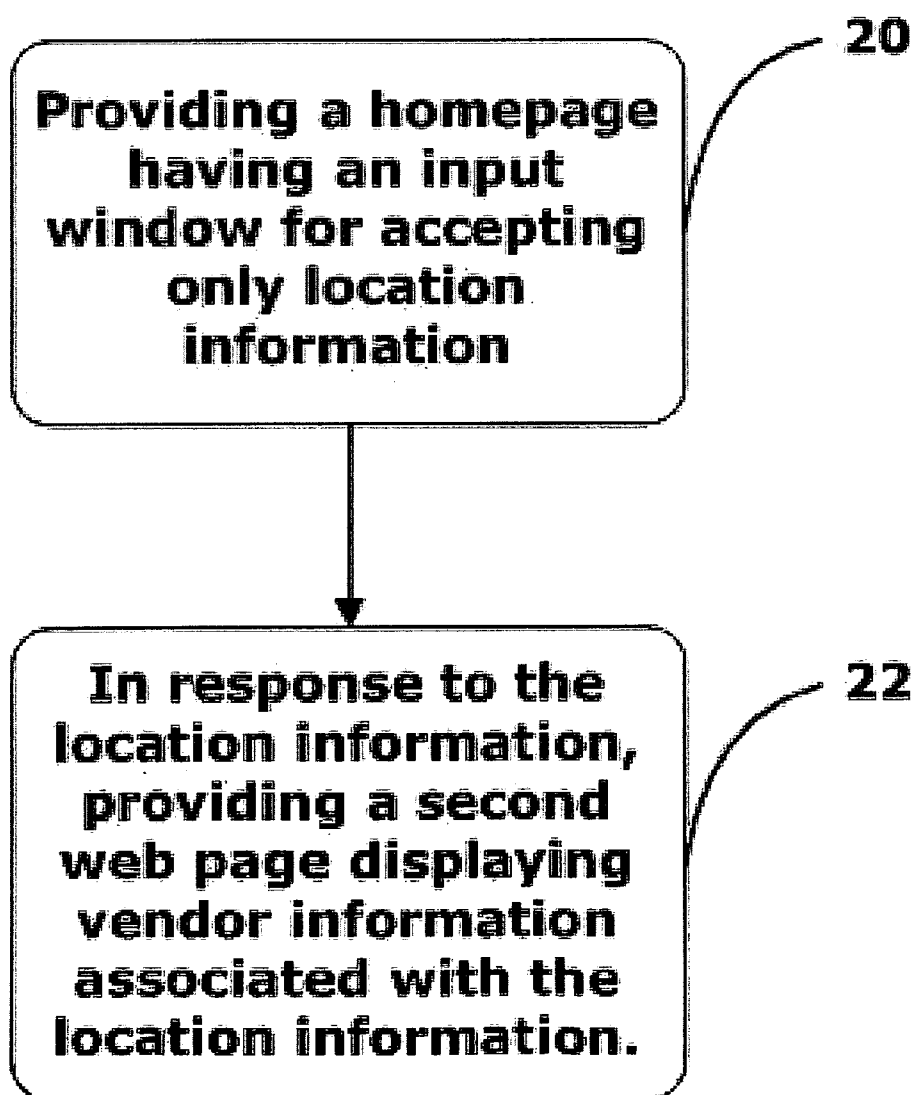 20
Providing a homepage
having an input
window for accepting
only location
information
22
In response to the
location information,
providing a second
web page displaying
vendor information
associated with the
location information.